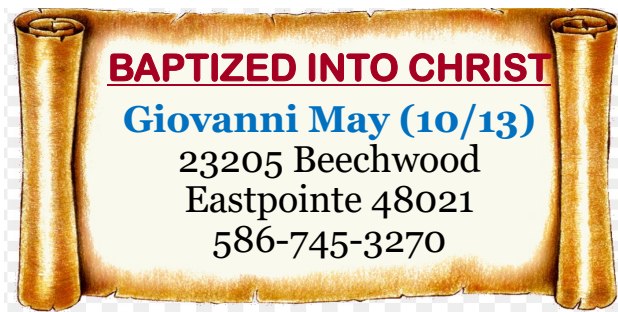 BAPTIZED INTO CHRIST
Giovanni May (10/13)
23205 Beechwood
Eastpointe 48021
586-745-3270